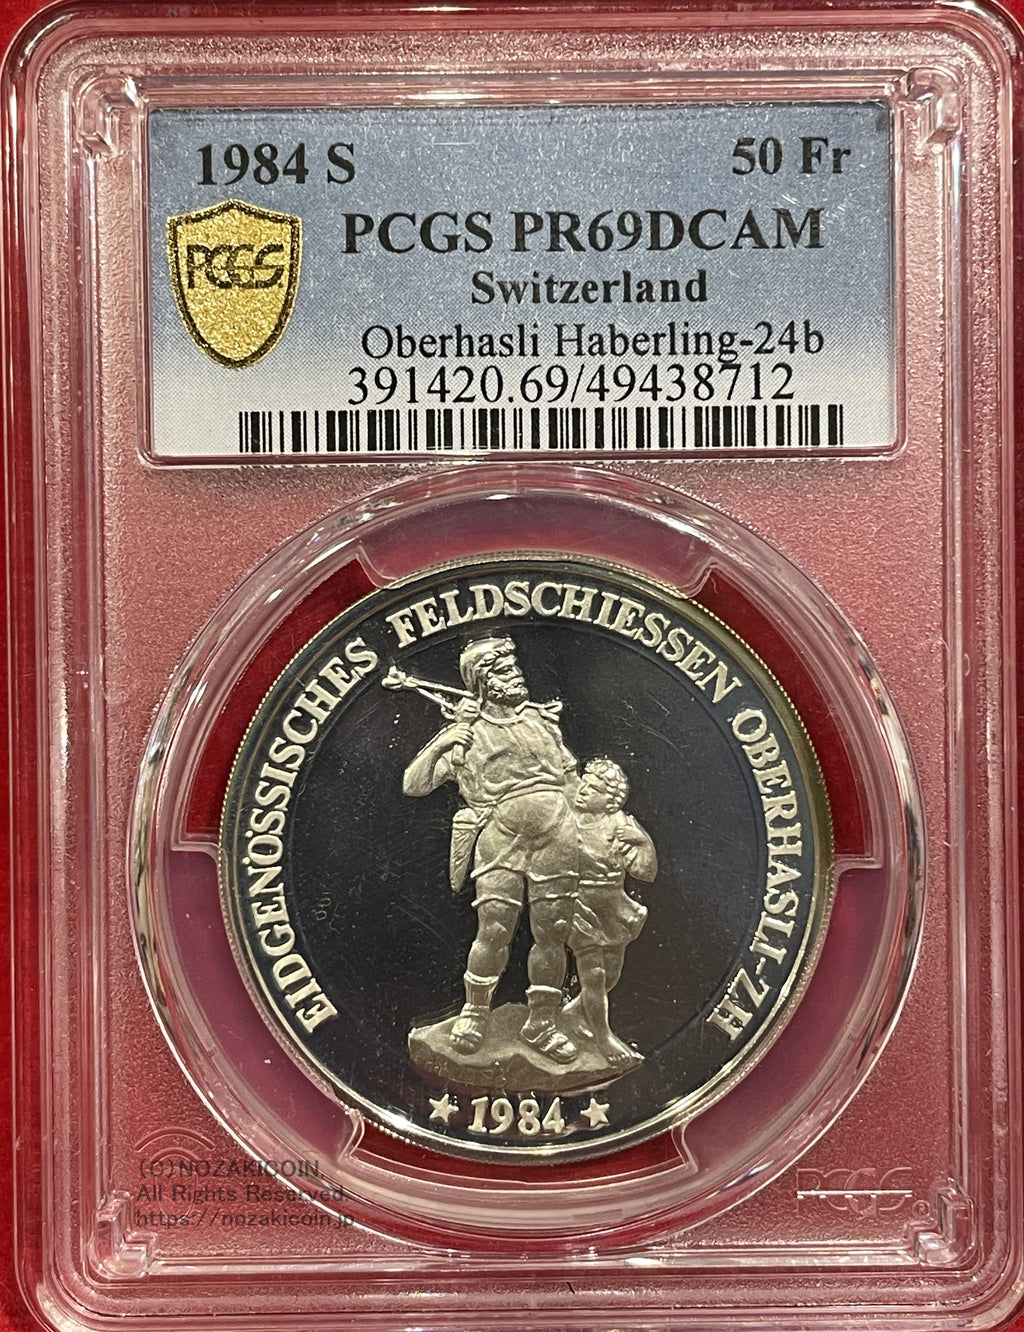 1984 S
50 Fr
PCGS PR69DCAM
PCGS
Switzerland
Oberhasli Haberling-24b
391420.69/49438712
EIDGENÖSSISCHES FELDSCHIESSEN OBERHASLI-ZH
★ 1984 ★
(C)NOZAKICOIN.
All Rights Reserved.
https://nozakicoin.jp
PCGS